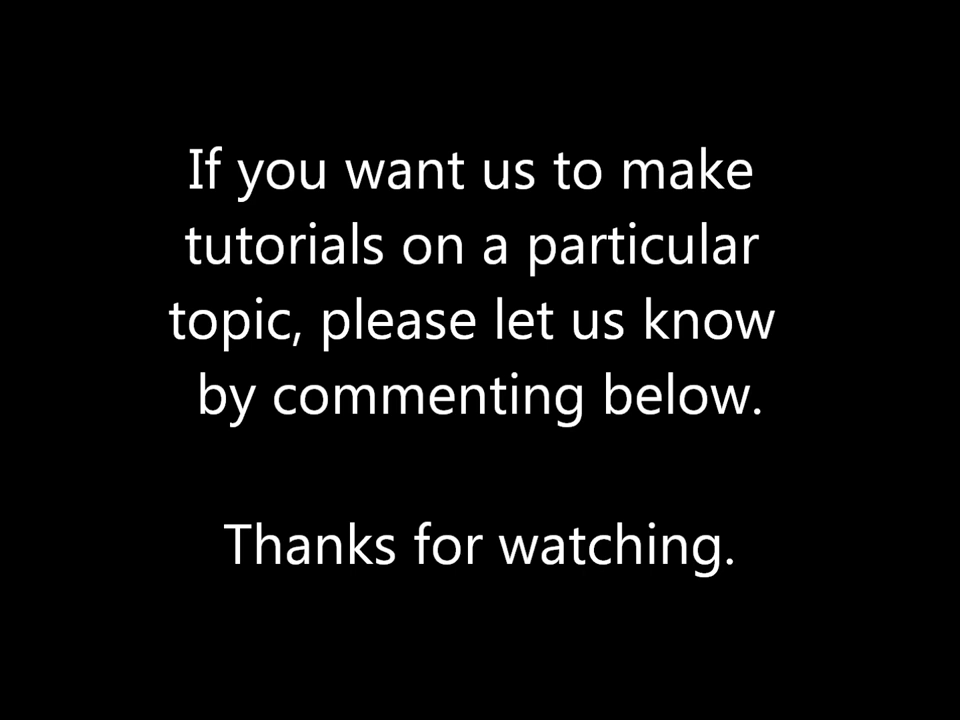 If you want us to make
tutorials on a particular
topic, please let us know
by commenting below.
Thanks for watching.